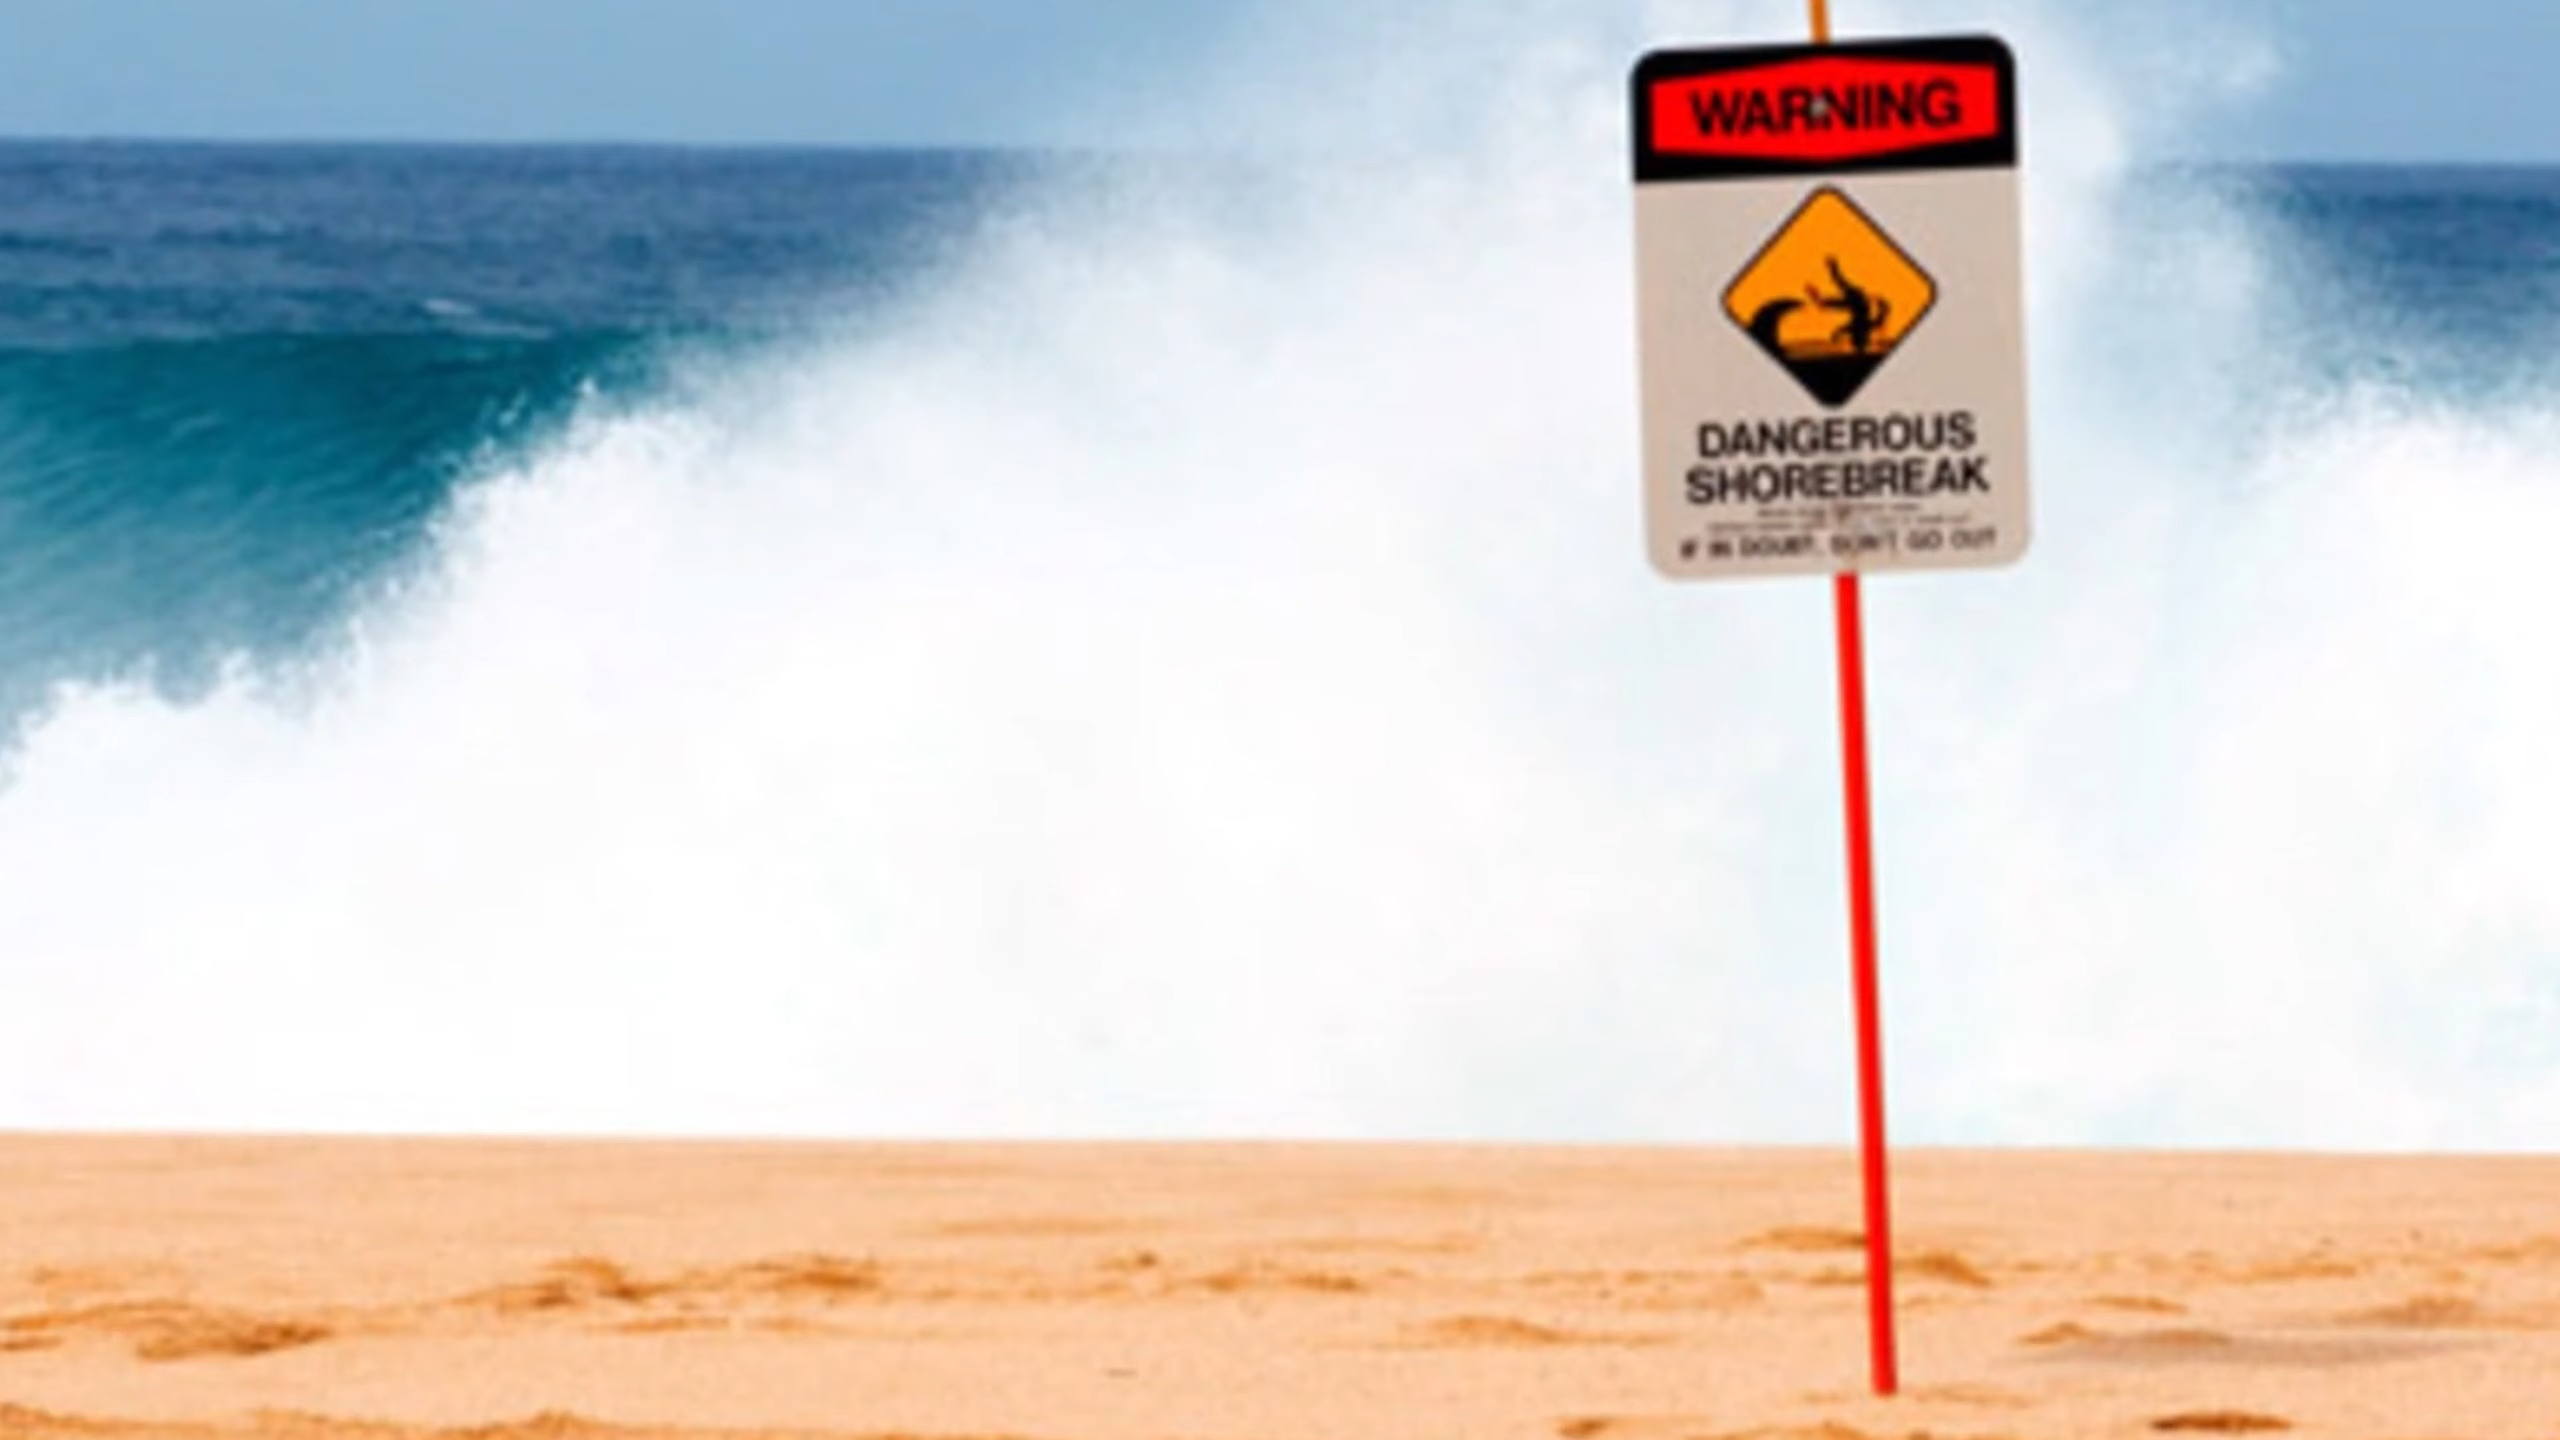 WARNING
DANGEROUS
SHOREBREAK
IF IN DOUBT, DON'T GO OUT